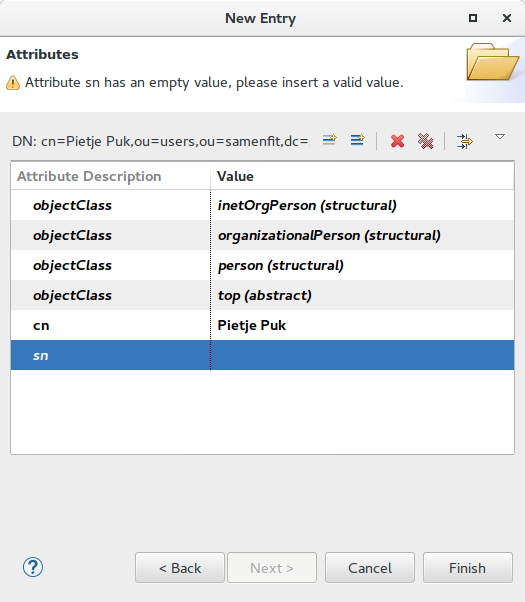 New Entry
Attributes
Attribute sn has an empty value, please insert a valid value.
DN: cn=Pietje Puk,ou=users,ou=samenfit,dc=
Attribute Description Value
objectClass inetOrgPerson (structural)
objectClass organizationalPerson (structural)
objectClass person (structural)
objectClass top (abstract)
cn Pietje Puk
sn
? < Back Next > Cancel Finish